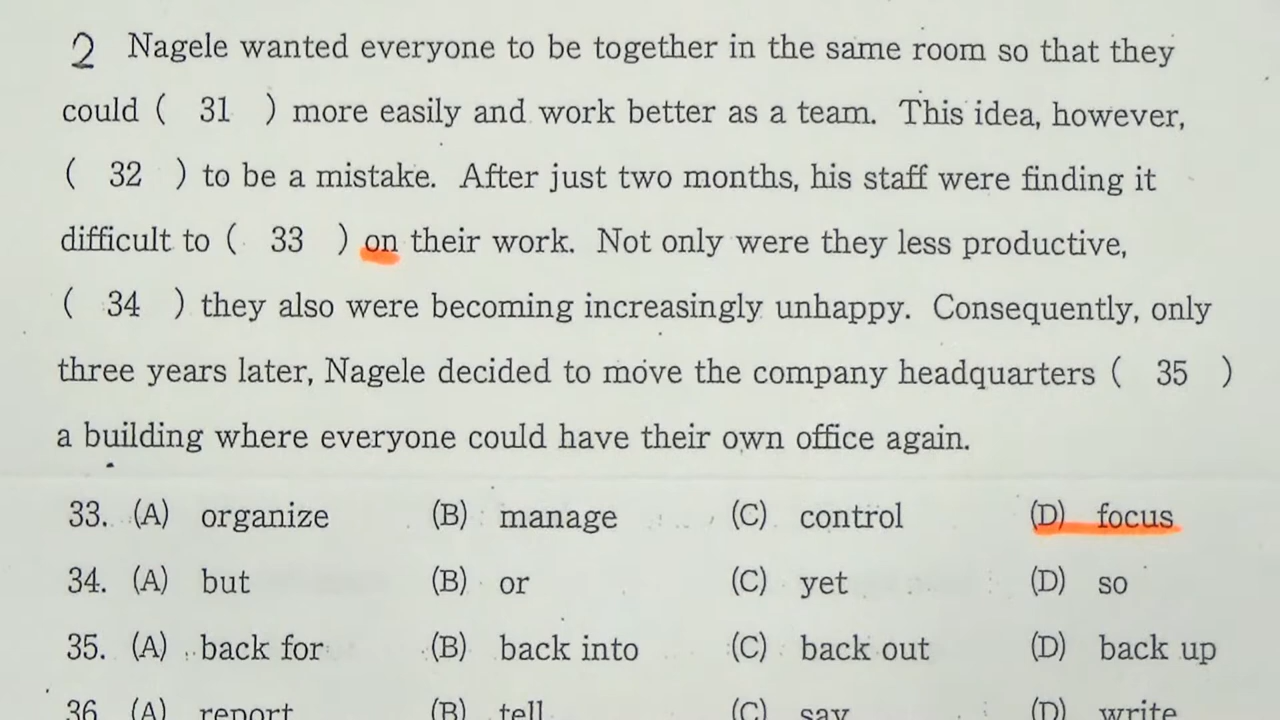 2 Nagele wanted everyone to be together in the same room so that they
could ( 31 ) more easily and work better as a team. This idea, however,
( 32 ) to be a mistake. After just two months, his staff were finding it
difficult to ( 33 ) on their work. Not only were they less productive,
( 34 ) they also were becoming increasingly unhappy. Consequently, only
three years later, Nagele decided to move the company headquarters ( 35 )
a building where everyone could have their own office again.
33. (A) organize (B) manage (C) control (D) focus
34. (A) but (B) or (C) yet (D) so
35. (A) back for (B) back into (C) back out (D) back up
36 (A) report (B) tell (C) say (D) write